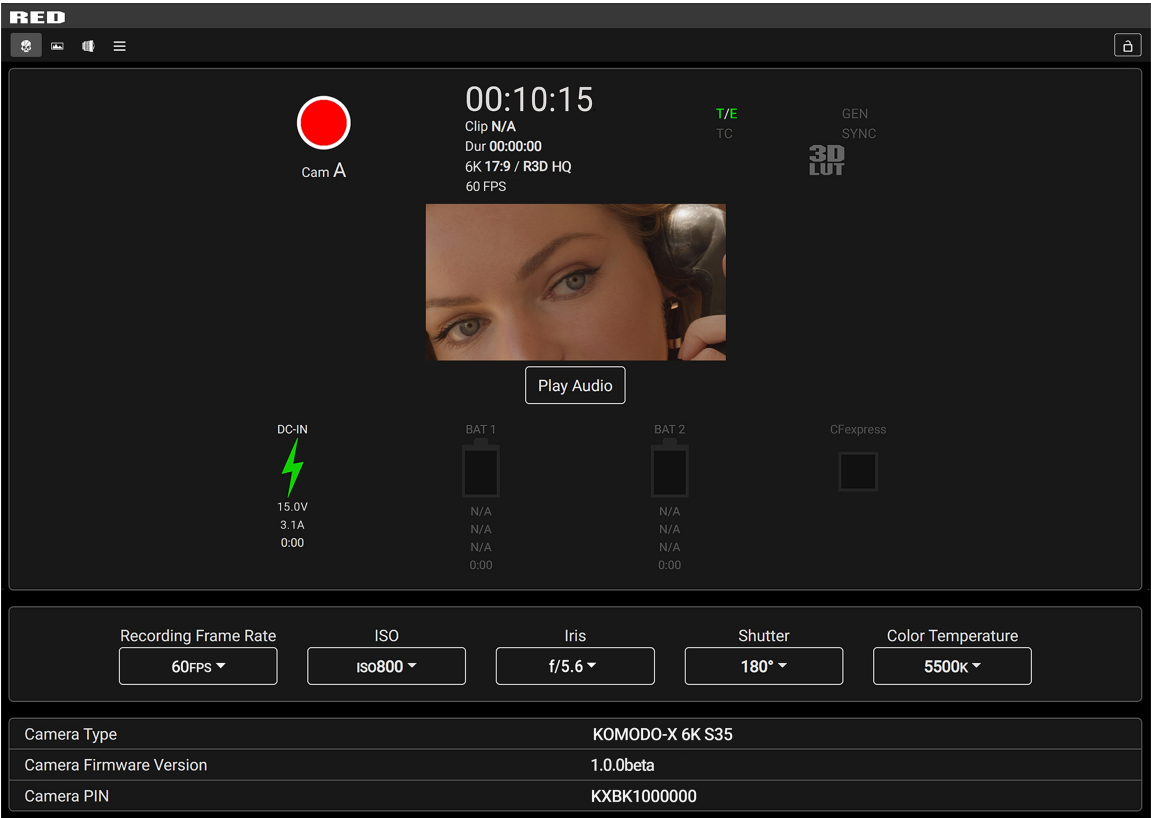 RED
00:10:15
Clip N/A
Dur 00:00:00
6K 17:9 / R3D HQ
60 FPS
Cam A
T/E
TC
GEN
SYNC
3D
LUT
Play Audio
DC-IN
15.0V
3.1A
0:00
BAT 1
N/A
N/A
N/A
0:00
BAT 2
N/A
N/A
N/A
0:00
CFexpress
Recording Frame Rate
60FPS
ISO
ISO800
Iris
f/5.6
Shutter
180°
Color Temperature
5500K
Camera Type KOMODO-X 6K S35
Camera Firmware Version 1.0.0beta
Camera PIN KXBK1000000